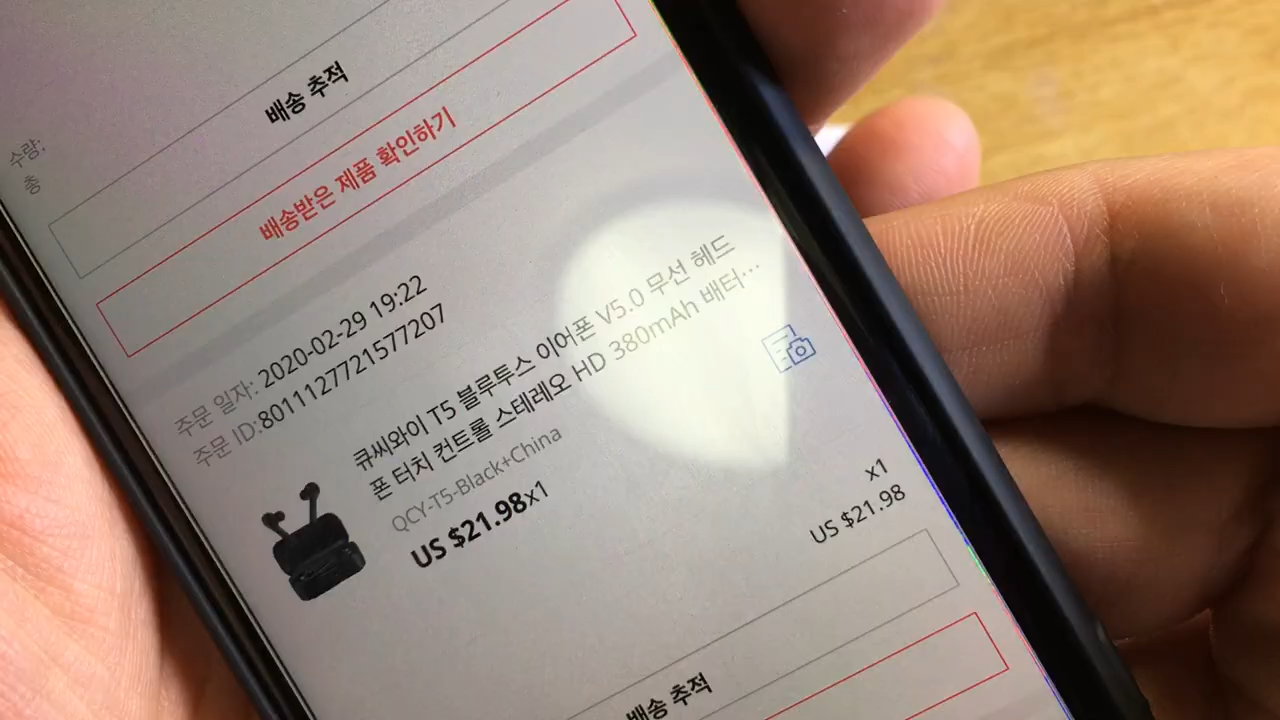 배송 추적
수량:
총
배송받은 제품 확인하기
주문 일자: 2020-02-29 19:22
주문 ID:8011127721577207
큐씨와이 T5 블루투스 이어폰 V5.0 무선 헤드
폰 터치 컨트롤 스테레오 HD 380mAh 배터···
QCY-T5-Black+China
US $21.98x1
x1
US $21.98
배송 추적